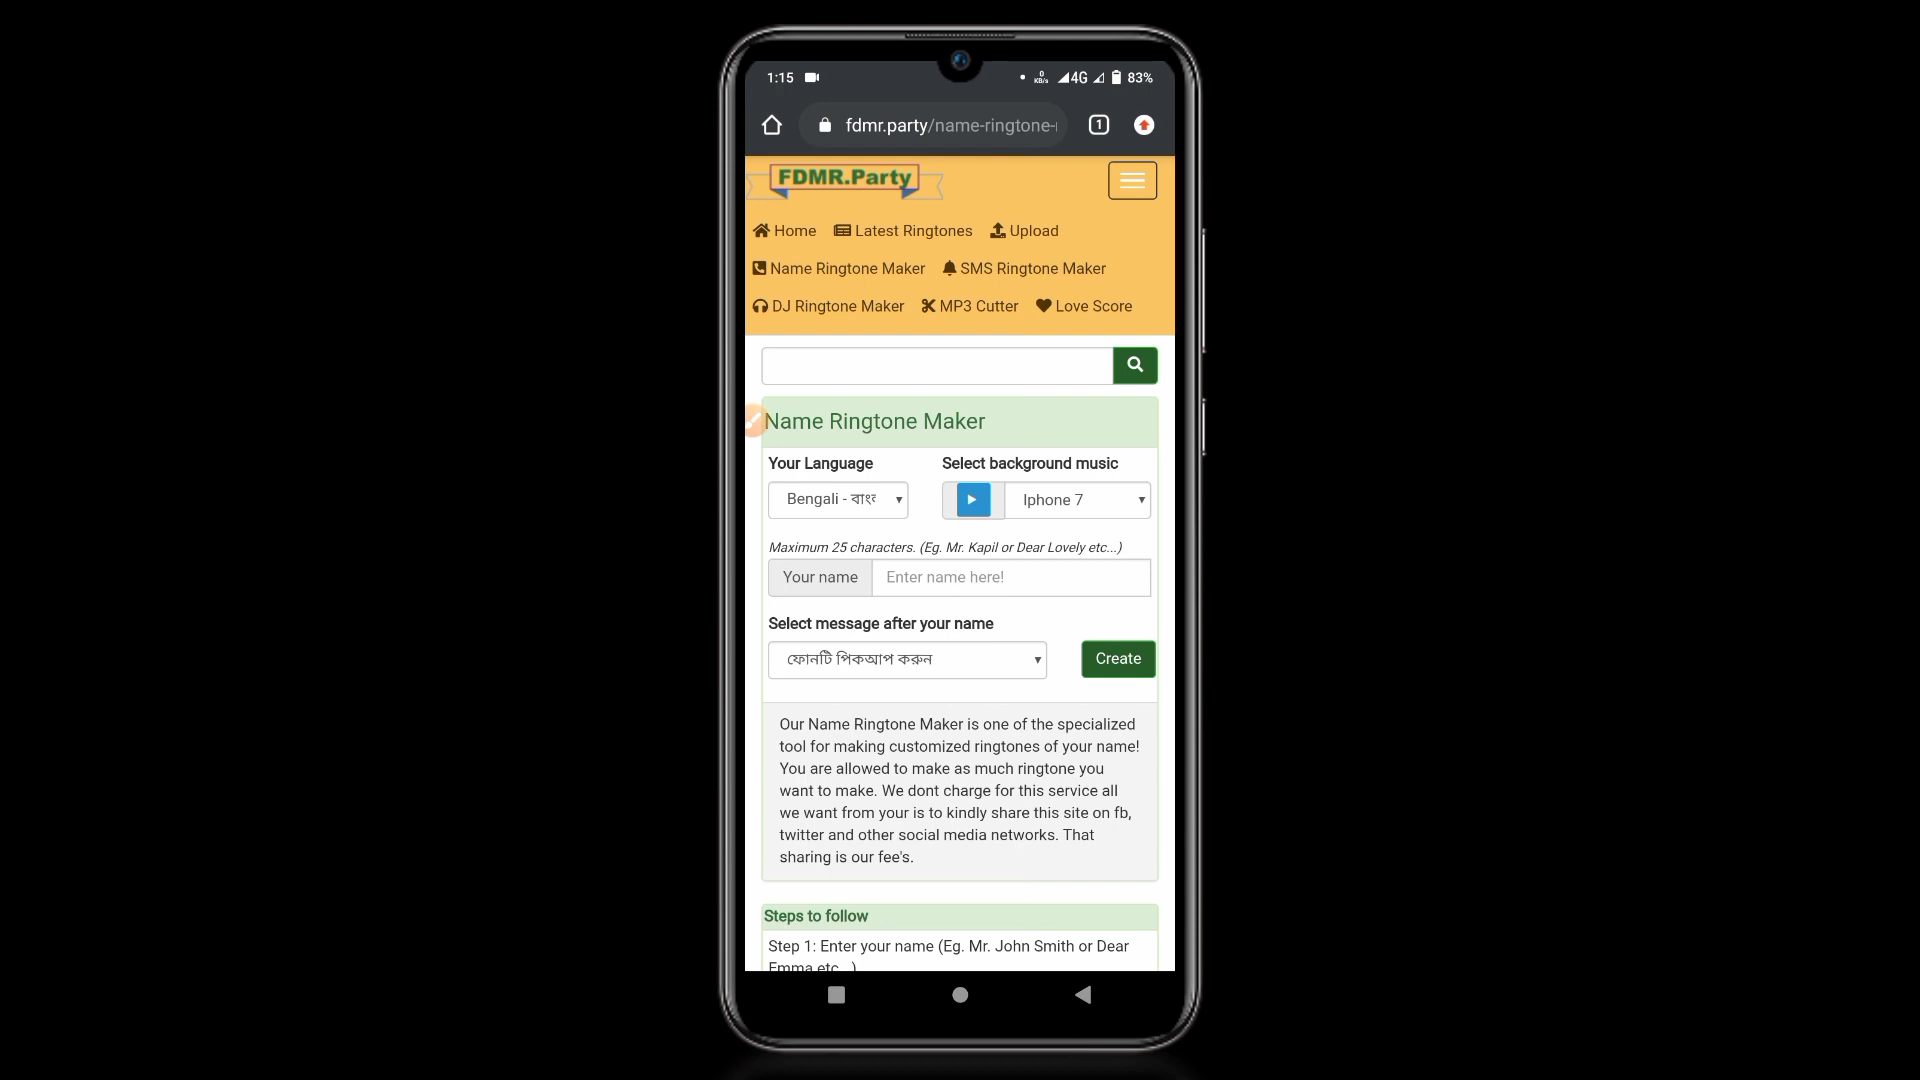 1:15 0 KB/s 4G 83%
fdmr.party/name-ringtone-
1
FDMR.Party
Home Latest Ringtones Upload
Name Ringtone Maker SMS Ringtone Maker
DJ Ringtone Maker MP3 Cutter Love Score
Name Ringtone Maker
Your Language Select background music
Bengali - Iphone 7
Maximum 25 characters. (Eg. Mr. Kapil or Dear Lovely etc...)
Your name Enter name here!
Select message after your name
ফোনটি পিকআপ করুন Create
Our Name Ringtone Maker is one of the specialized
tool for making customized ringtones of your name!
You are allowed to make as much ringtone you
want to make. We dont charge for this service all
we want from your is to kindly share this site on fb,
twitter and other social media networks. That
sharing is our fee's.
Steps to follow
Step 1: Enter your name (Eg. Mr. John Smith or Dear
Emma etc...)